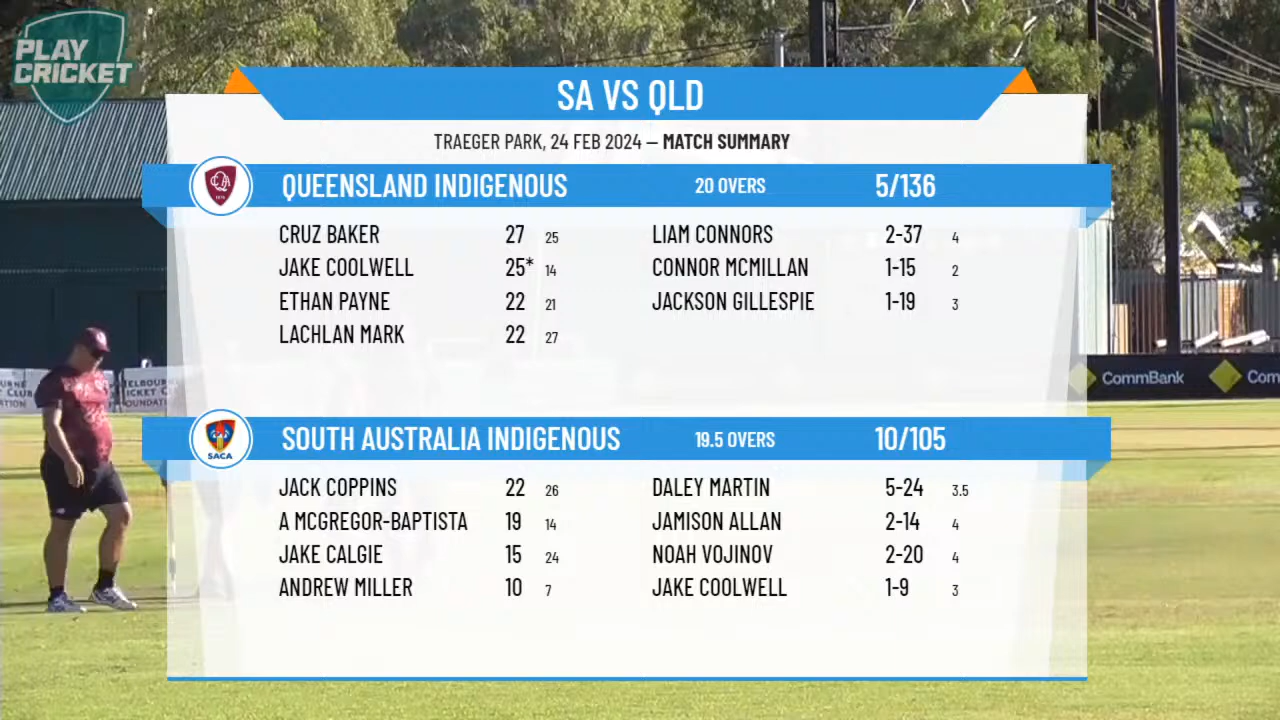 PLAY
CRICKET
SA VS QLD
TRAEGER PARK, 24 FEB 2024 — MATCH SUMMARY
QUEENSLAND INDIGENOUS 20 OVERS 5/136
CRUZ BAKER 27 25 LIAM CONNORS 2-37 4
JAKE COOLWELL 25* 14 CONNOR MCMILLAN 1-15 2
ETHAN PAYNE 22 21 JACKSON GILLESPIE 1-19 3
LACHLAN MARK 22 27
CommBank
Com
SOUTH AUSTRALIA INDIGENOUS 19.5 OVERS 10/105
SACA
JACK COPPINS 22 26 DALEY MARTIN 5-24 3.5
A MCGREGOR-BAPTISTA 19 14 JAMISON ALLAN 2-14 4
JAKE CALGIE 15 24 NOAH VOJINOV 2-20 4
ANDREW MILLER 10 7 JAKE COOLWELL 1-9 3